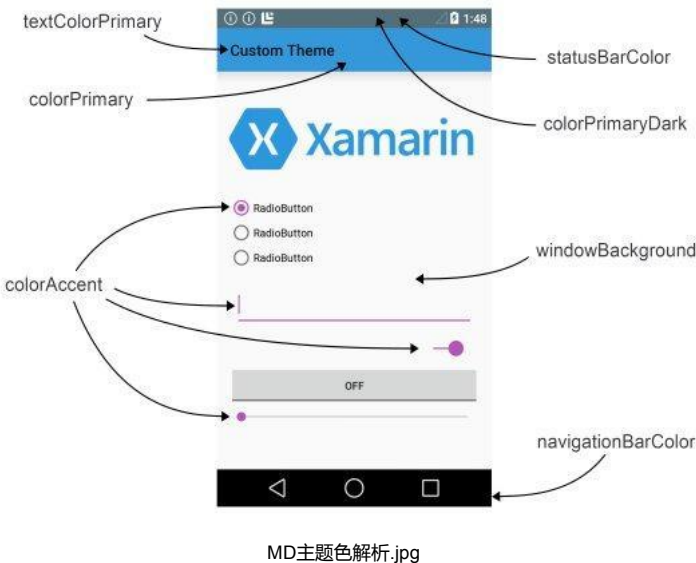 textColorPrimary
1:48
Custom Theme
statusBarColor
colorPrimary
colorPrimaryDark
X Xamarin
RadioButton
RadioButton
RadioButton
windowBackground
colorAccent
OFF
navigationBarColor
MD主题色解析.jpg